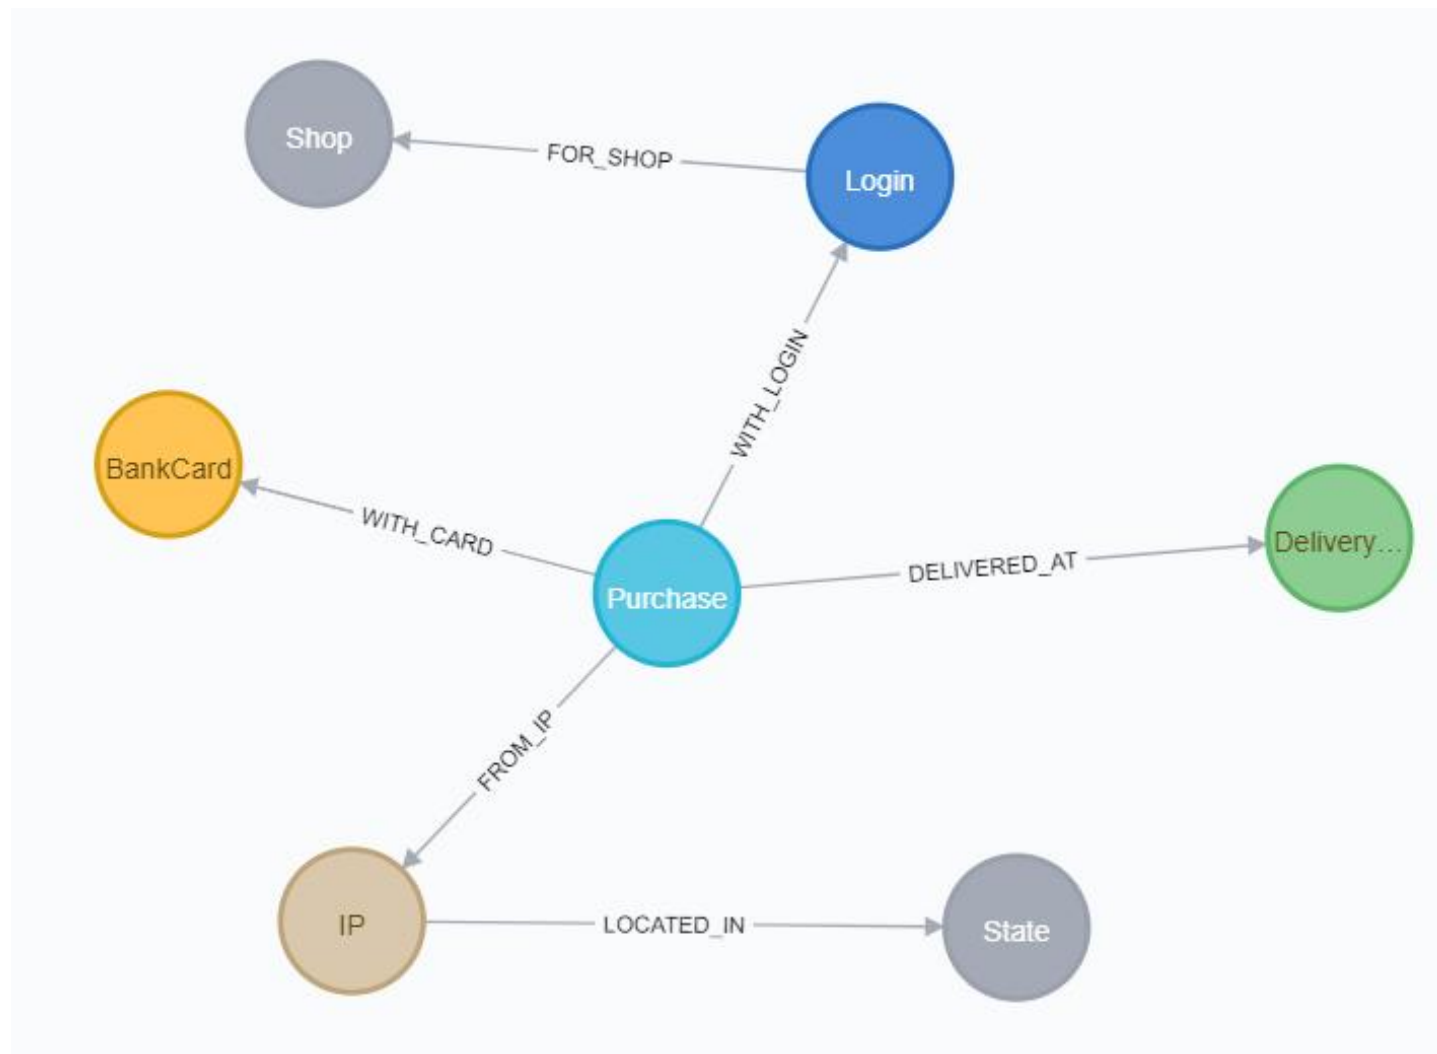 Shop
FOR_SHOP
Login
WITH_LOGIN
BankCard
WITH_CARD
Purchase
DELIVERED_AT
Delivery...
FROM_IP
IP
LOCATED_IN
State